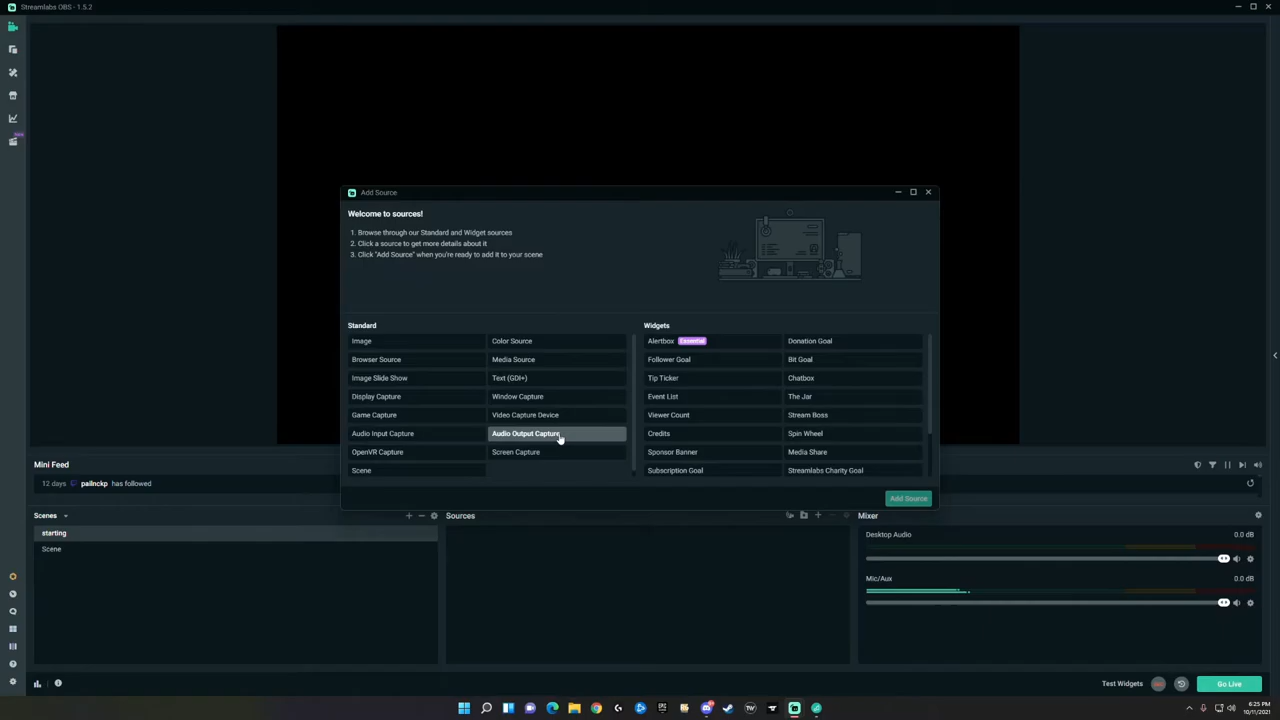 Streamlabs OBS - 1.5.2
New
Add Source
Welcome to sources!
1. Browse through our Standard and Widget sources
2. Click a source to get more details about it
3. Click "Add Source" when you're ready to add it to your scene
Standard
Image
Color Source
Browser Source
Media Source
Image Slide Show
Text (GDI+)
Display Capture
Window Capture
Game Capture
Video Capture Device
Audio Input Capture
Audio Output Capture
OpenVR Capture
Screen Capture
Scene
Widgets
Alertbox Essential
Donation Goal
Follower Goal
Bit Goal
Tip Ticker
Chatbox
Event List
The Jar
Viewer Count
Stream Boss
Credits
Spin Wheel
Sponsor Banner
Media Share
Subscription Goal
Streamlabs Charity Goal
Add Source
Mini Feed
12 days pailnckp has followed
Scenes
starting
Scene
Sources
Mixer
Desktop Audio 0.0 dB
Mic/Aux 0.0 dB
Test Widgets
Go Live
6:25 PM
10/11/2021